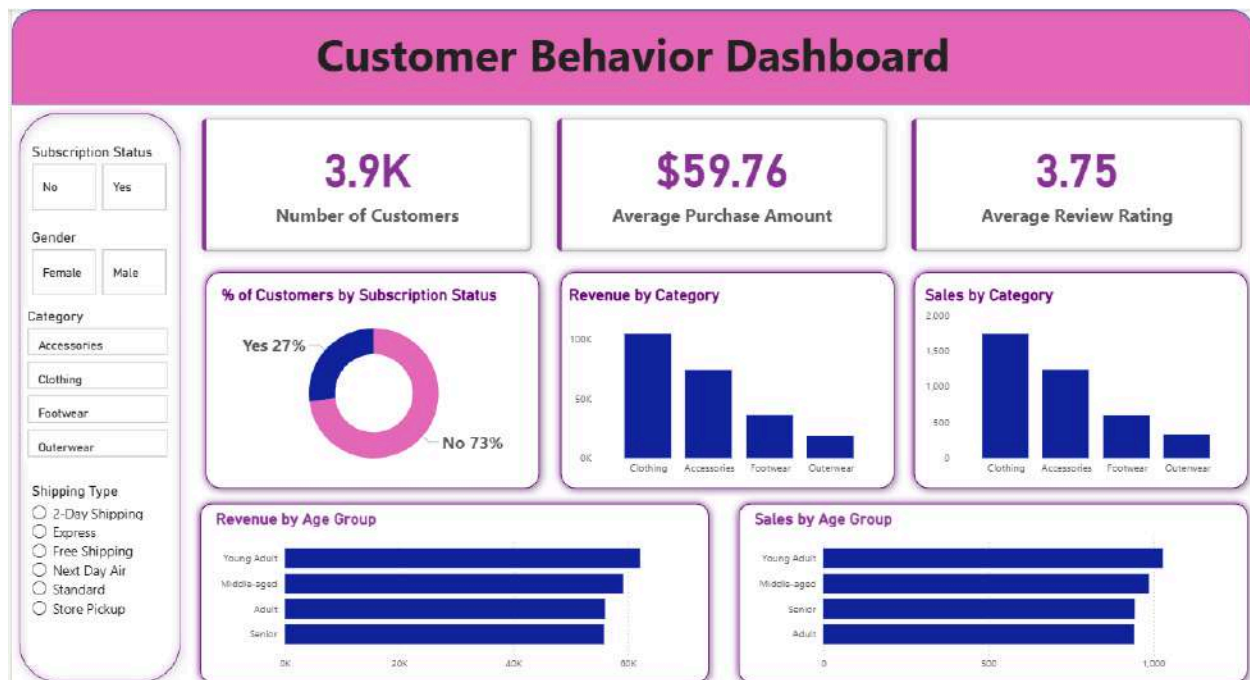 Customer Behavior Dashboard
Subscription Status
No
Yes
Gender
Female
Male
Category
Accessories
Clothing
Footwear
Outerwear
Shipping Type
2-Day Shipping
Express
Free Shipping
Next Day Air
Standard
Store Pickup
3.9K
Number of Customers
$59.76
Average Purchase Amount
3.75
Average Review Rating
% of Customers by Subscription Status
Yes 27%
No 73%
Revenue by Category
100K
50K
0K
Clothing
Accessories
Footwear
Outerwear
Sales by Category
2,000
1,500
1,000
500
0
Clothing
Accessories
Footwear
Outerwear
Revenue by Age Group
Young Adult
Middle-aged
Adult
Senior
0K
20K
40K
60K
Sales by Age Group
Young Adult
Middle-aged
Senior
Adult
0
500
1,000